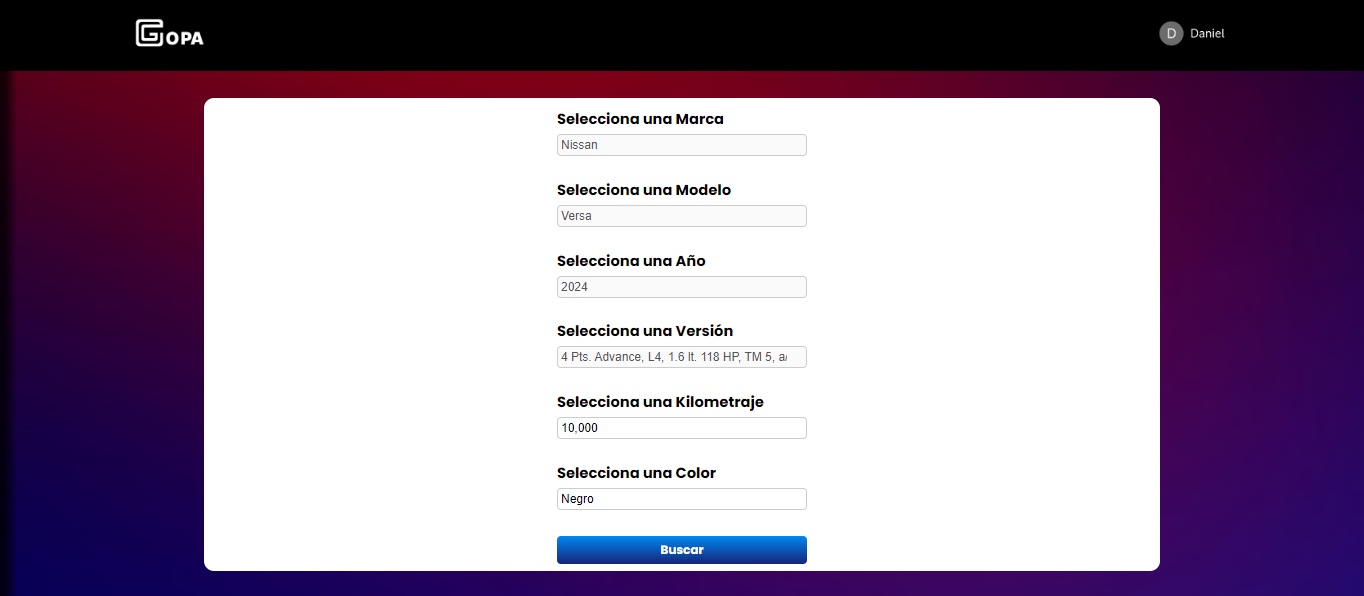 GOPA
D Daniel
Selecciona una Marca
Nissan
Selecciona una Modelo
Versa
Selecciona una Año
2024
Selecciona una Versión
4 Pts. Advance, L4, 1.6 lt. 118 HP, TM 5, a/
Selecciona una Kilometraje
10,000
Selecciona una Color
Negro
Buscar